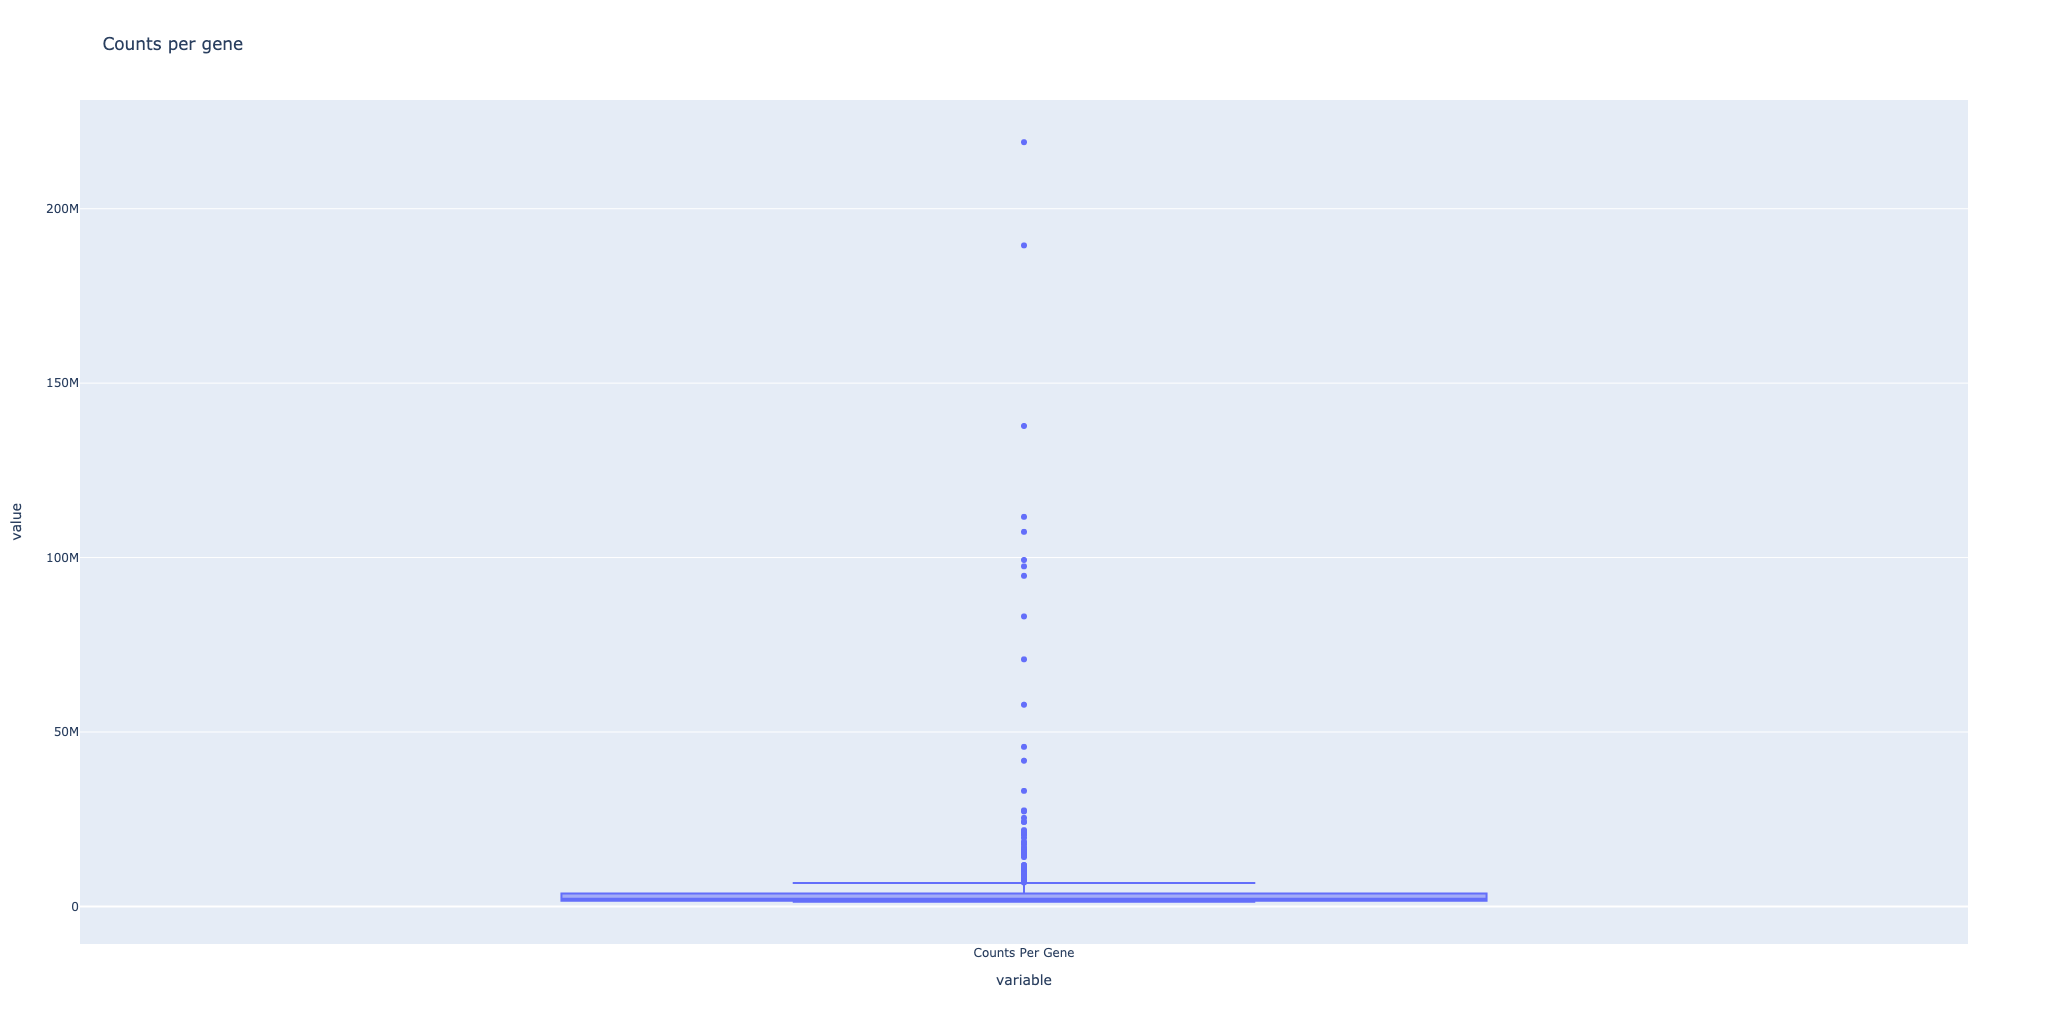 Counts per gene
200M
150M
100M
50M
0
value
Counts Per Gene
variable